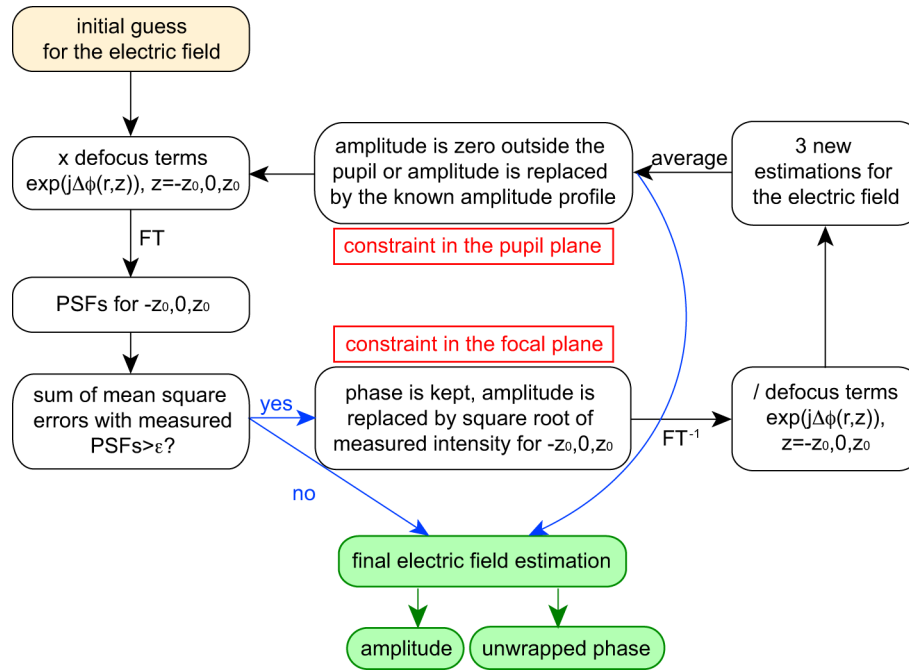 initial guess
for the electric field
x defocus terms
exp(jΔϕ(r,z)), z=-z₀,0,z₀
amplitude is zero outside the
pupil or amplitude is replaced
by the known amplitude profile
average
3 new
estimations for
the electric field
constraint in the pupil plane
FT
PSFs for -z₀,0,z₀
constraint in the focal plane
sum of mean square
errors with measured
PSFs>ε?
yes
phase is kept, amplitude is
replaced by square root of
measured intensity for -z₀,0,z₀
FT⁻¹
/ defocus terms
exp(jΔϕ(r,z)),
z=-z₀,0,z₀
no
final electric field estimation
amplitude
unwrapped phase